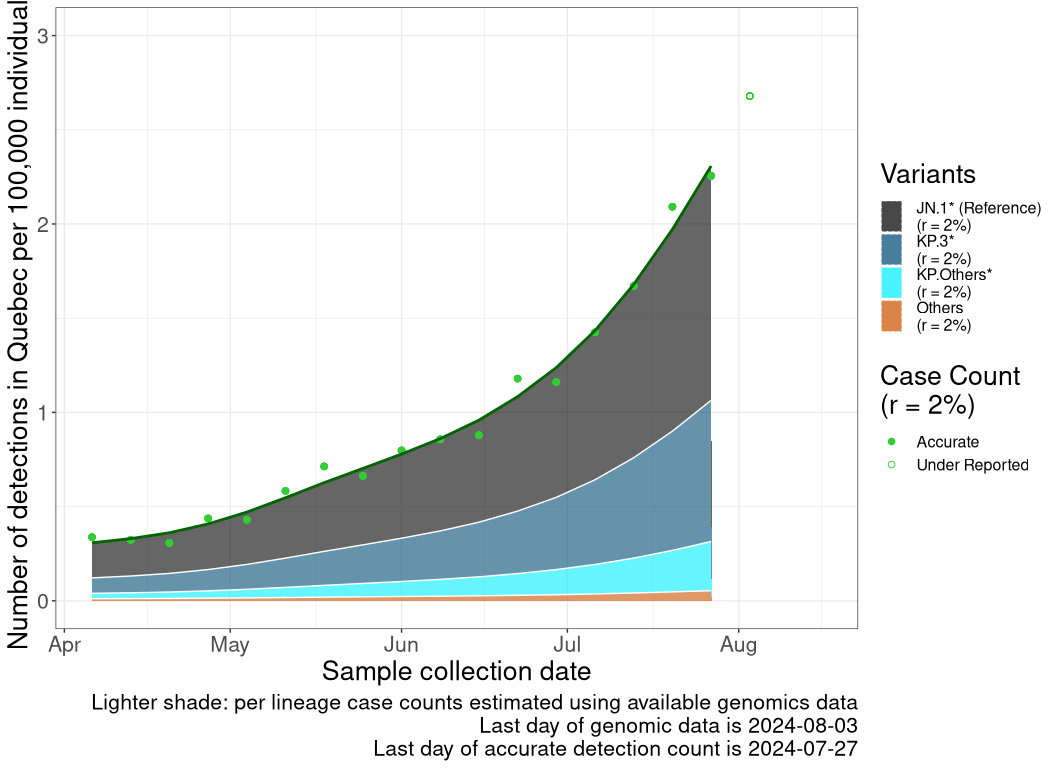 Number of detections in Quebec per 100,000 individual
3
2
1
0
Apr
May
Jun
Jul
Aug
Sample collection date
Variants
JN.1* (Reference)
(r = 2%)
KP.3*
(r = 2%)
KP.Others*
(r = 2%)
Others
(r = 2%)
Case Count
(r = 2%)
Accurate
Under Reported
Lighter shade: per lineage case counts estimated using available genomics data
Last day of genomic data is 2024-08-03
Last day of accurate detection count is 2024-07-27